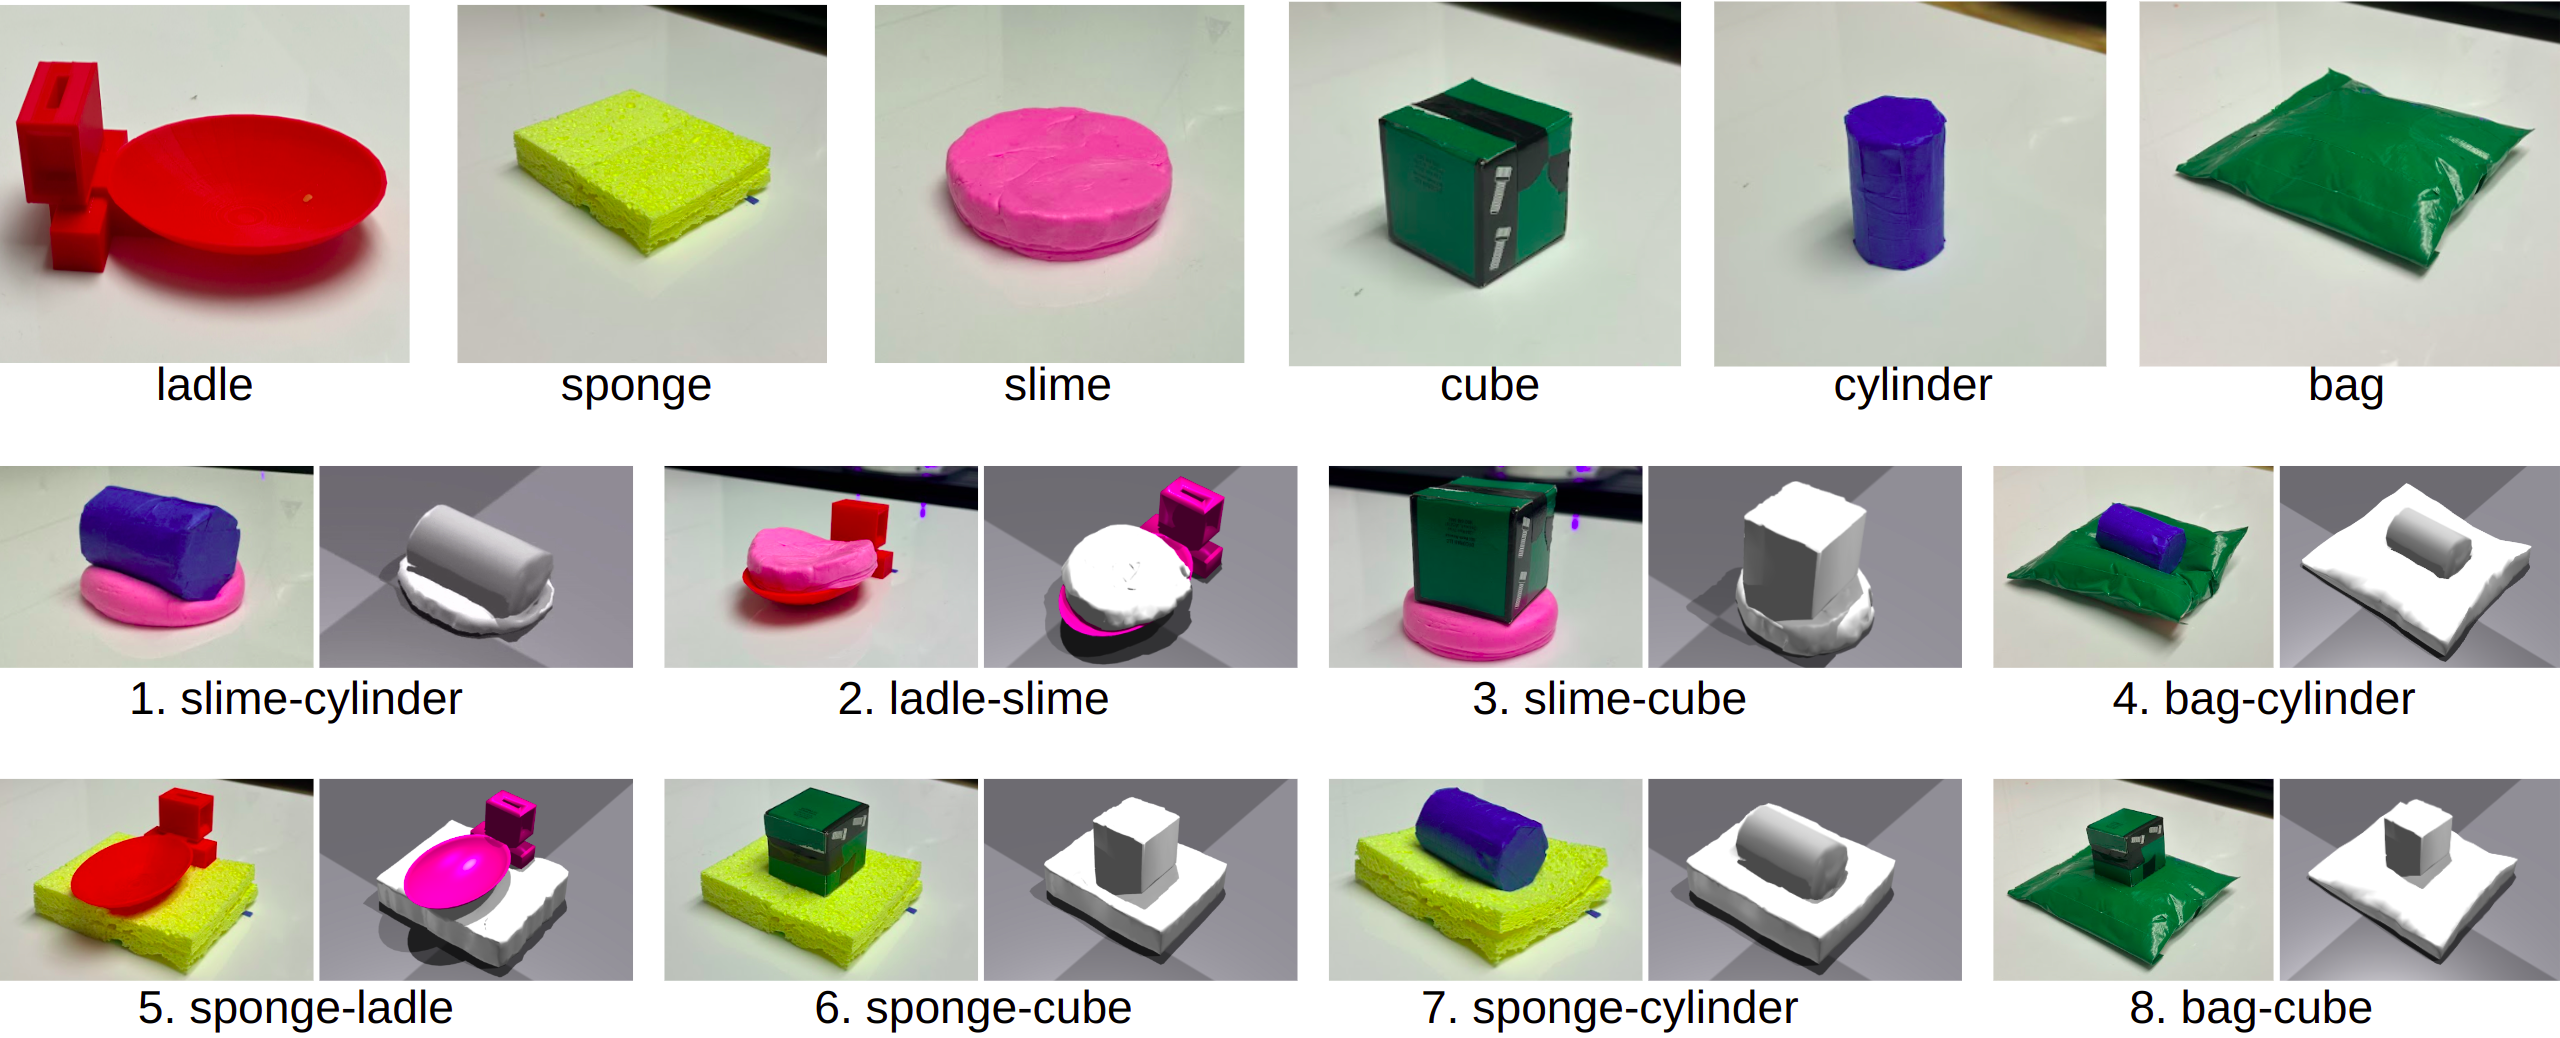 ladle
sponge
slime
cube
cylinder
bag
1. slime-cylinder
2. ladle-slime
3. slime-cube
4. bag-cylinder
5. sponge-ladle
6. sponge-cube
7. sponge-cylinder
8. bag-cube